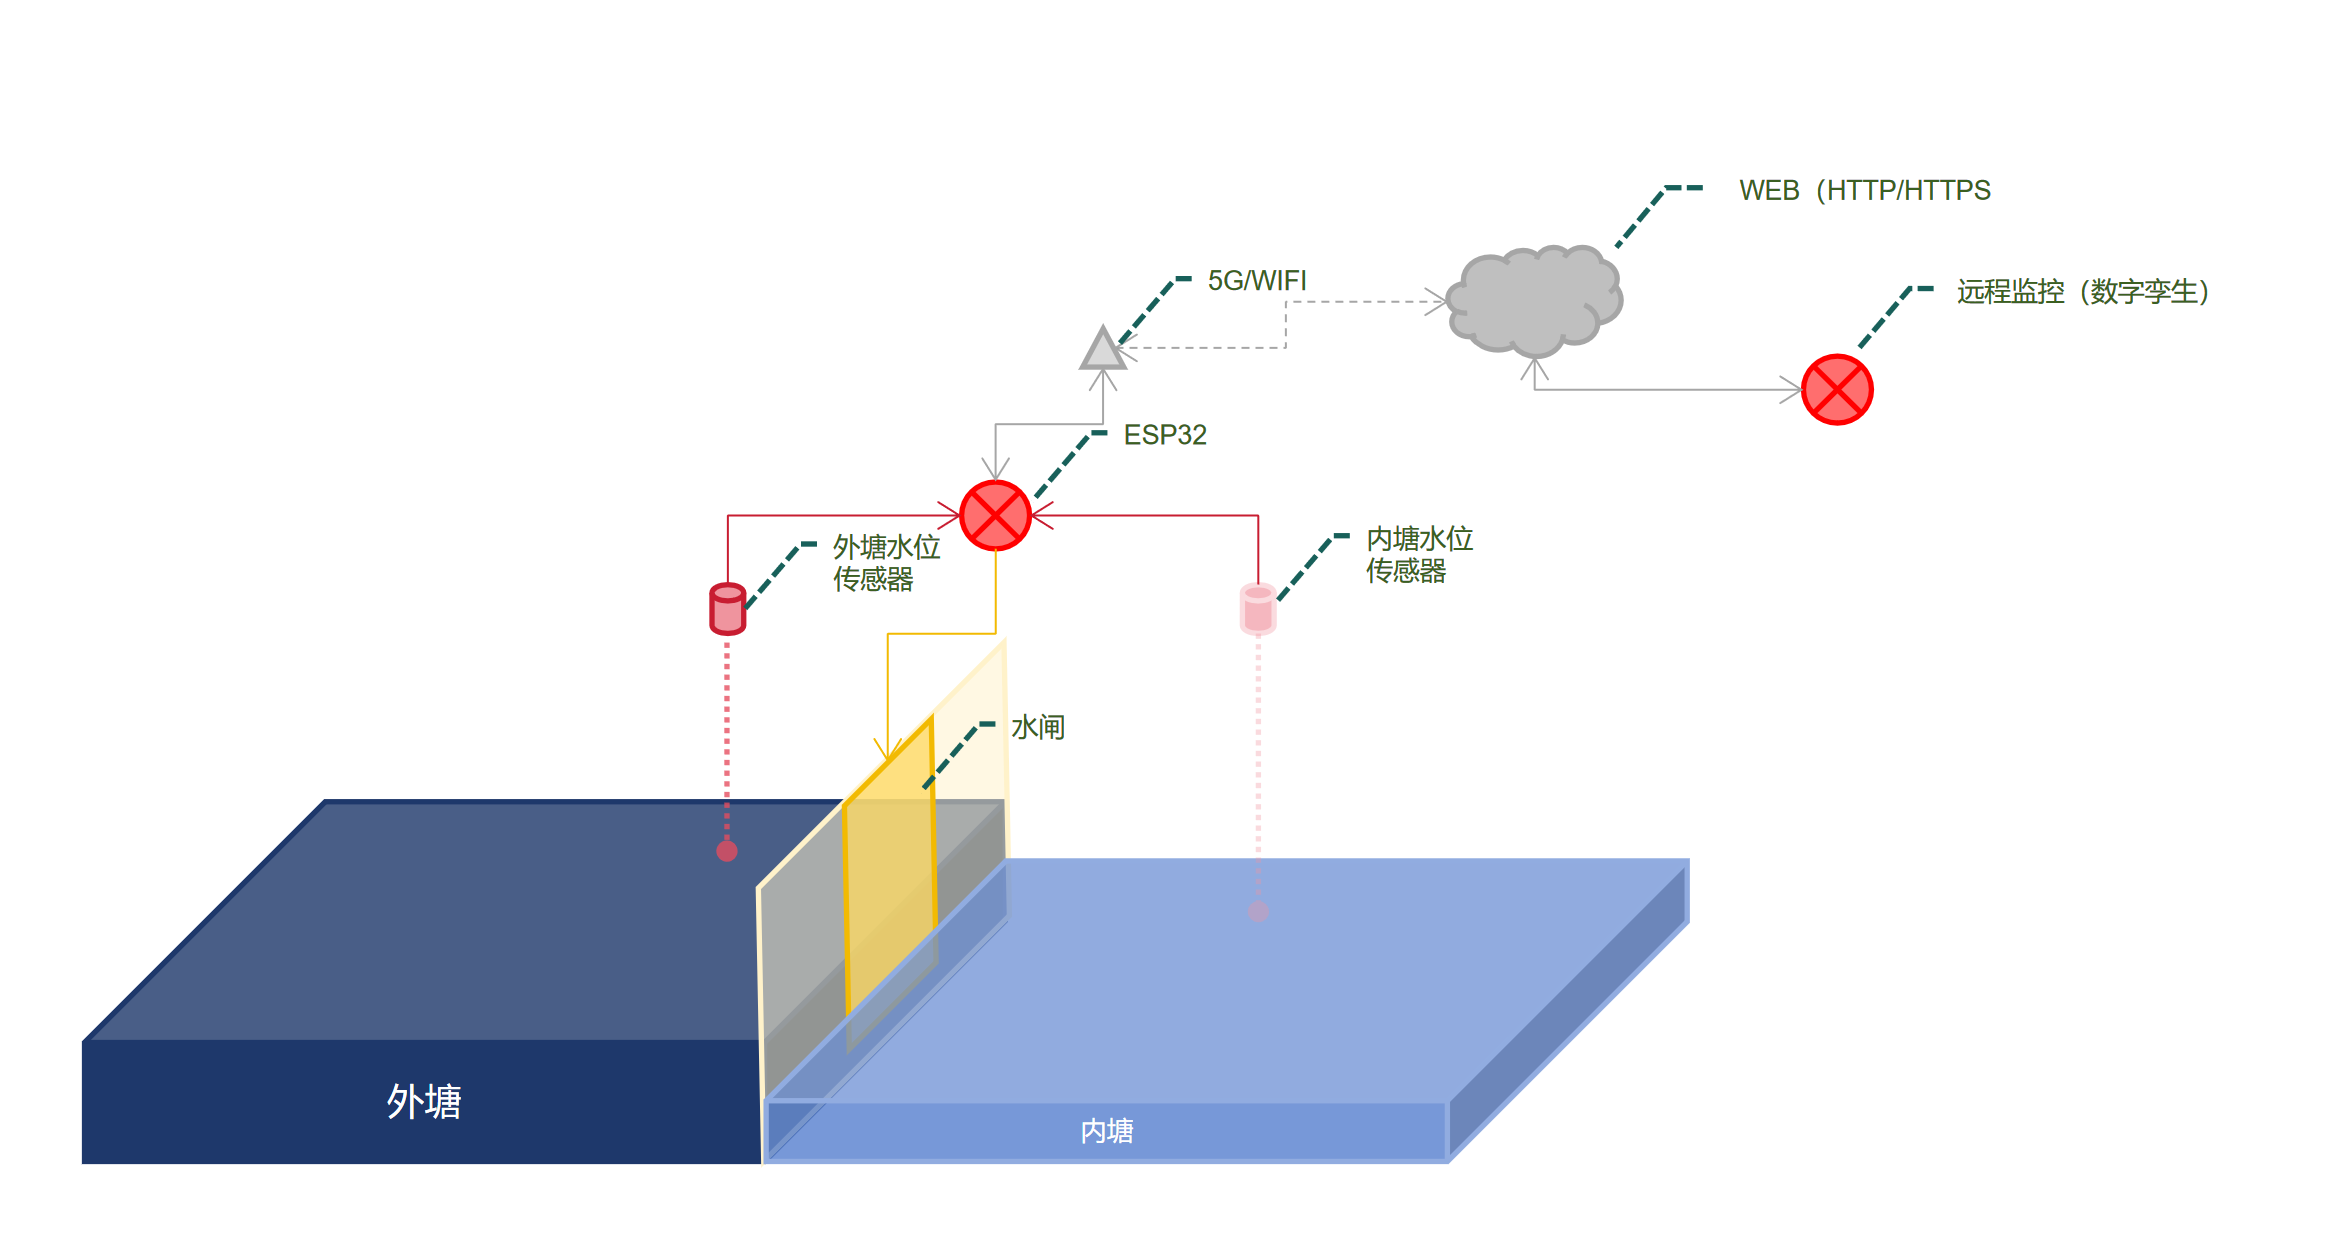 WEB（HTTP/HTTPS
5G/WIFI
远程监控（数字孪生）
ESP32
外塘水位
传感器
内塘水位
传感器
水闸
外塘
内塘